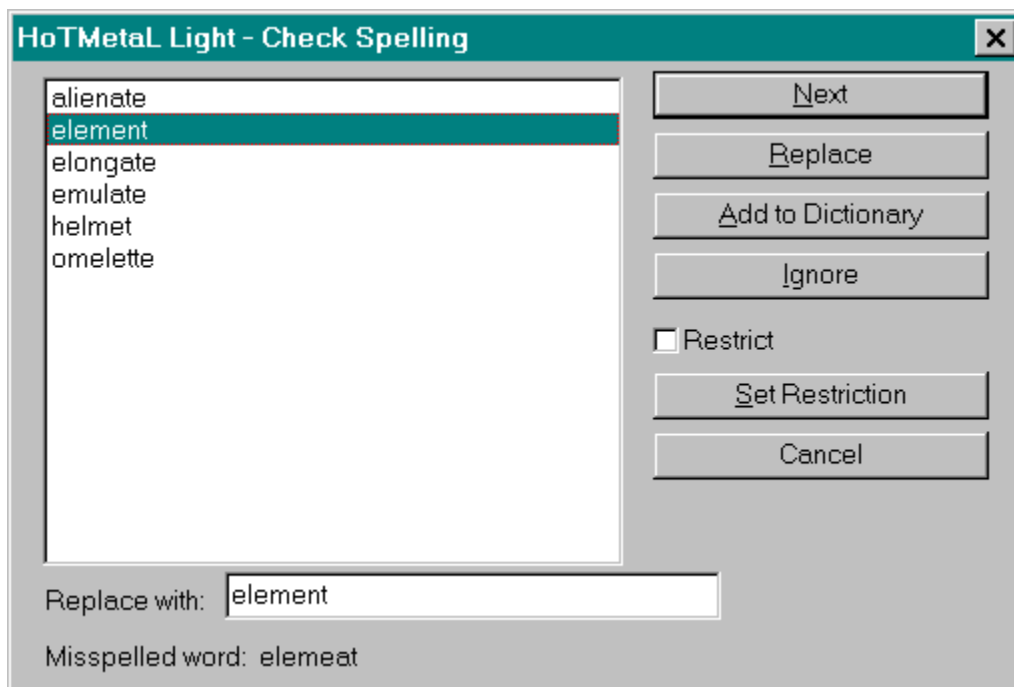 HoTMetaL Light - Check Spelling
alienate
element
elongate
emulate
helmet
omelette
Next
Replace
Add to Dictionary
Ignore
Restrict
Set Restriction
Cancel
Replace with: element
Misspelled word: elemeat